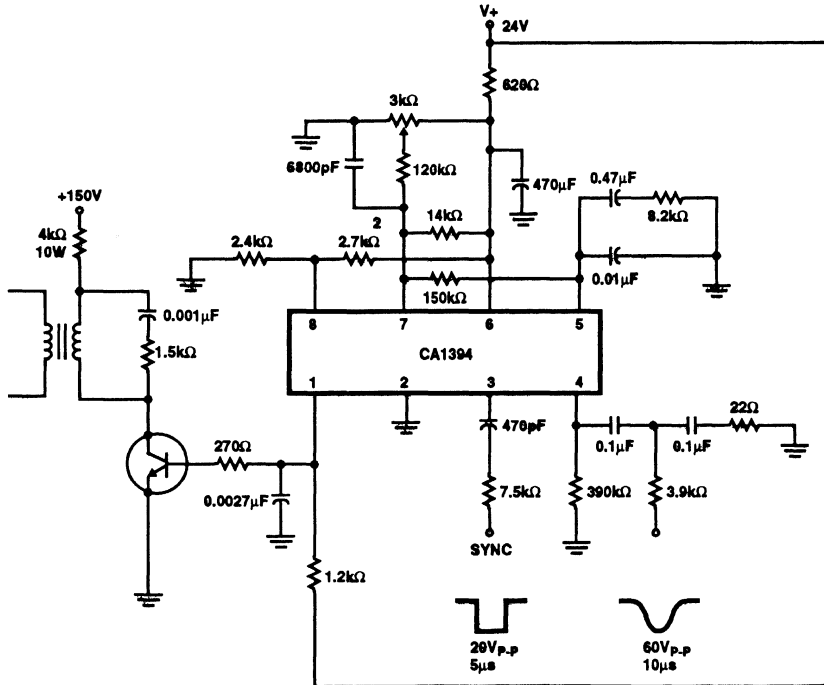 V+
24V
620Ω
3kΩ
6800pF
120kΩ
470μF
0.47μF
8.2kΩ
+150V
4kΩ
10W
2
14kΩ
2.4kΩ
2.7kΩ
0.01μF
150kΩ
0.001μF
1.5kΩ
8 7 6 5
CA1394
1 2 3 4
470pF
22Ω
0.1μF
0.1μF
270Ω
0.0027μF
7.5kΩ
390kΩ
3.9kΩ
SYNC
1.2kΩ
20VP-P
5μs
60VP-P
10μs